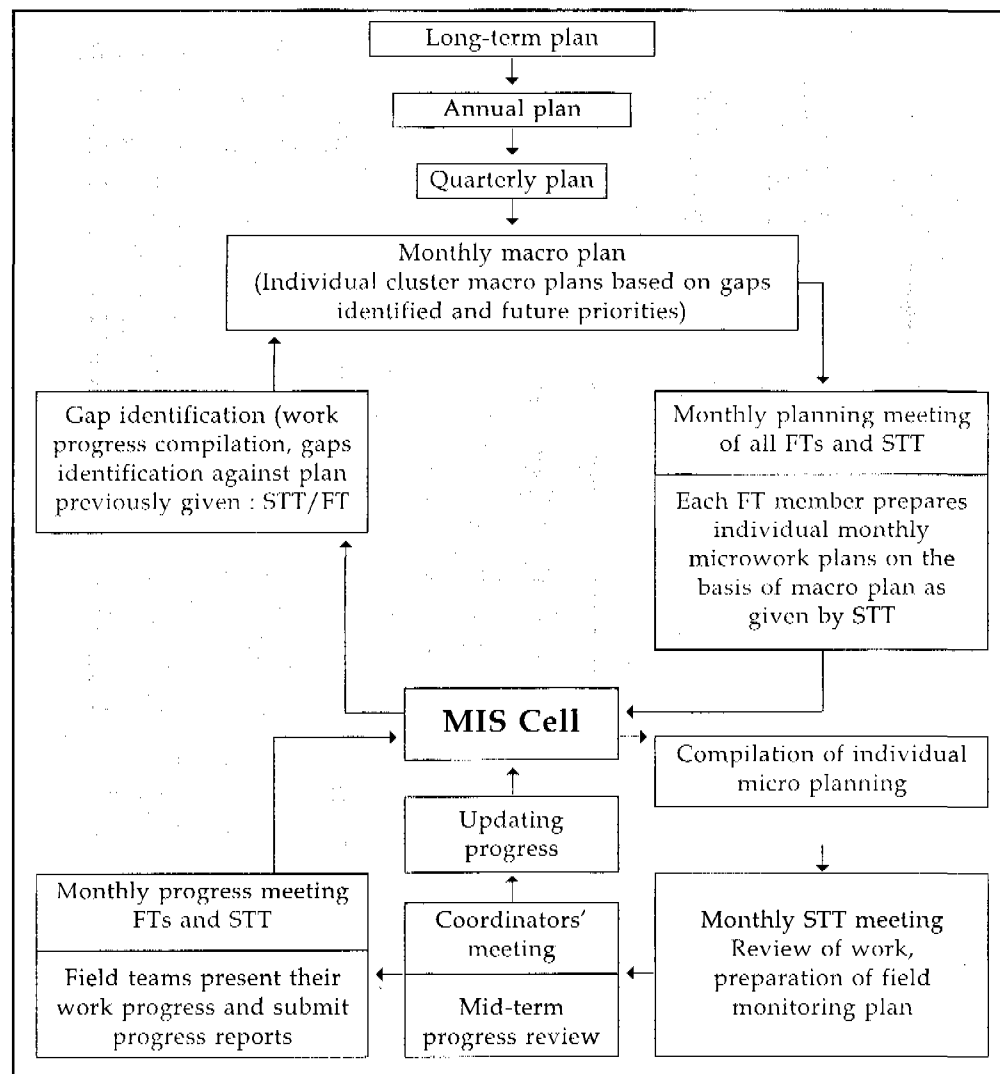 Long-term plan
Annual plan
Quarterly plan
Monthly macro plan
(Individual cluster macro plans based on gaps
identified and future priorities)
Gap identification (work
progress compilation, gaps
identification against plan
previously given : STT/FT
Monthly planning meeting
of all FTs and STT
Each FT member prepares
individual monthly
microwork plans on the
basis of macro plan as
given by STT
MIS Cell
Compilation of individual
micro planning
Updating
progress
Monthly progress meeting
FTs and STT
Field teams present their
work progress and submit
progress reports
Coordinators'
meeting
Mid-term
progress review
Monthly STT meeting
Review of work,
preparation of field
monitoring plan